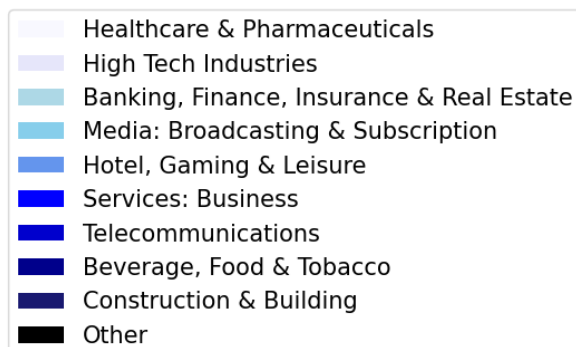 Healthcare & Pharmaceuticals
High Tech Industries
Banking, Finance, Insurance & Real Estate
Media: Broadcasting & Subscription
Hotel, Gaming & Leisure
Services: Business
Telecommunications
Beverage, Food & Tobacco
Construction & Building
Other